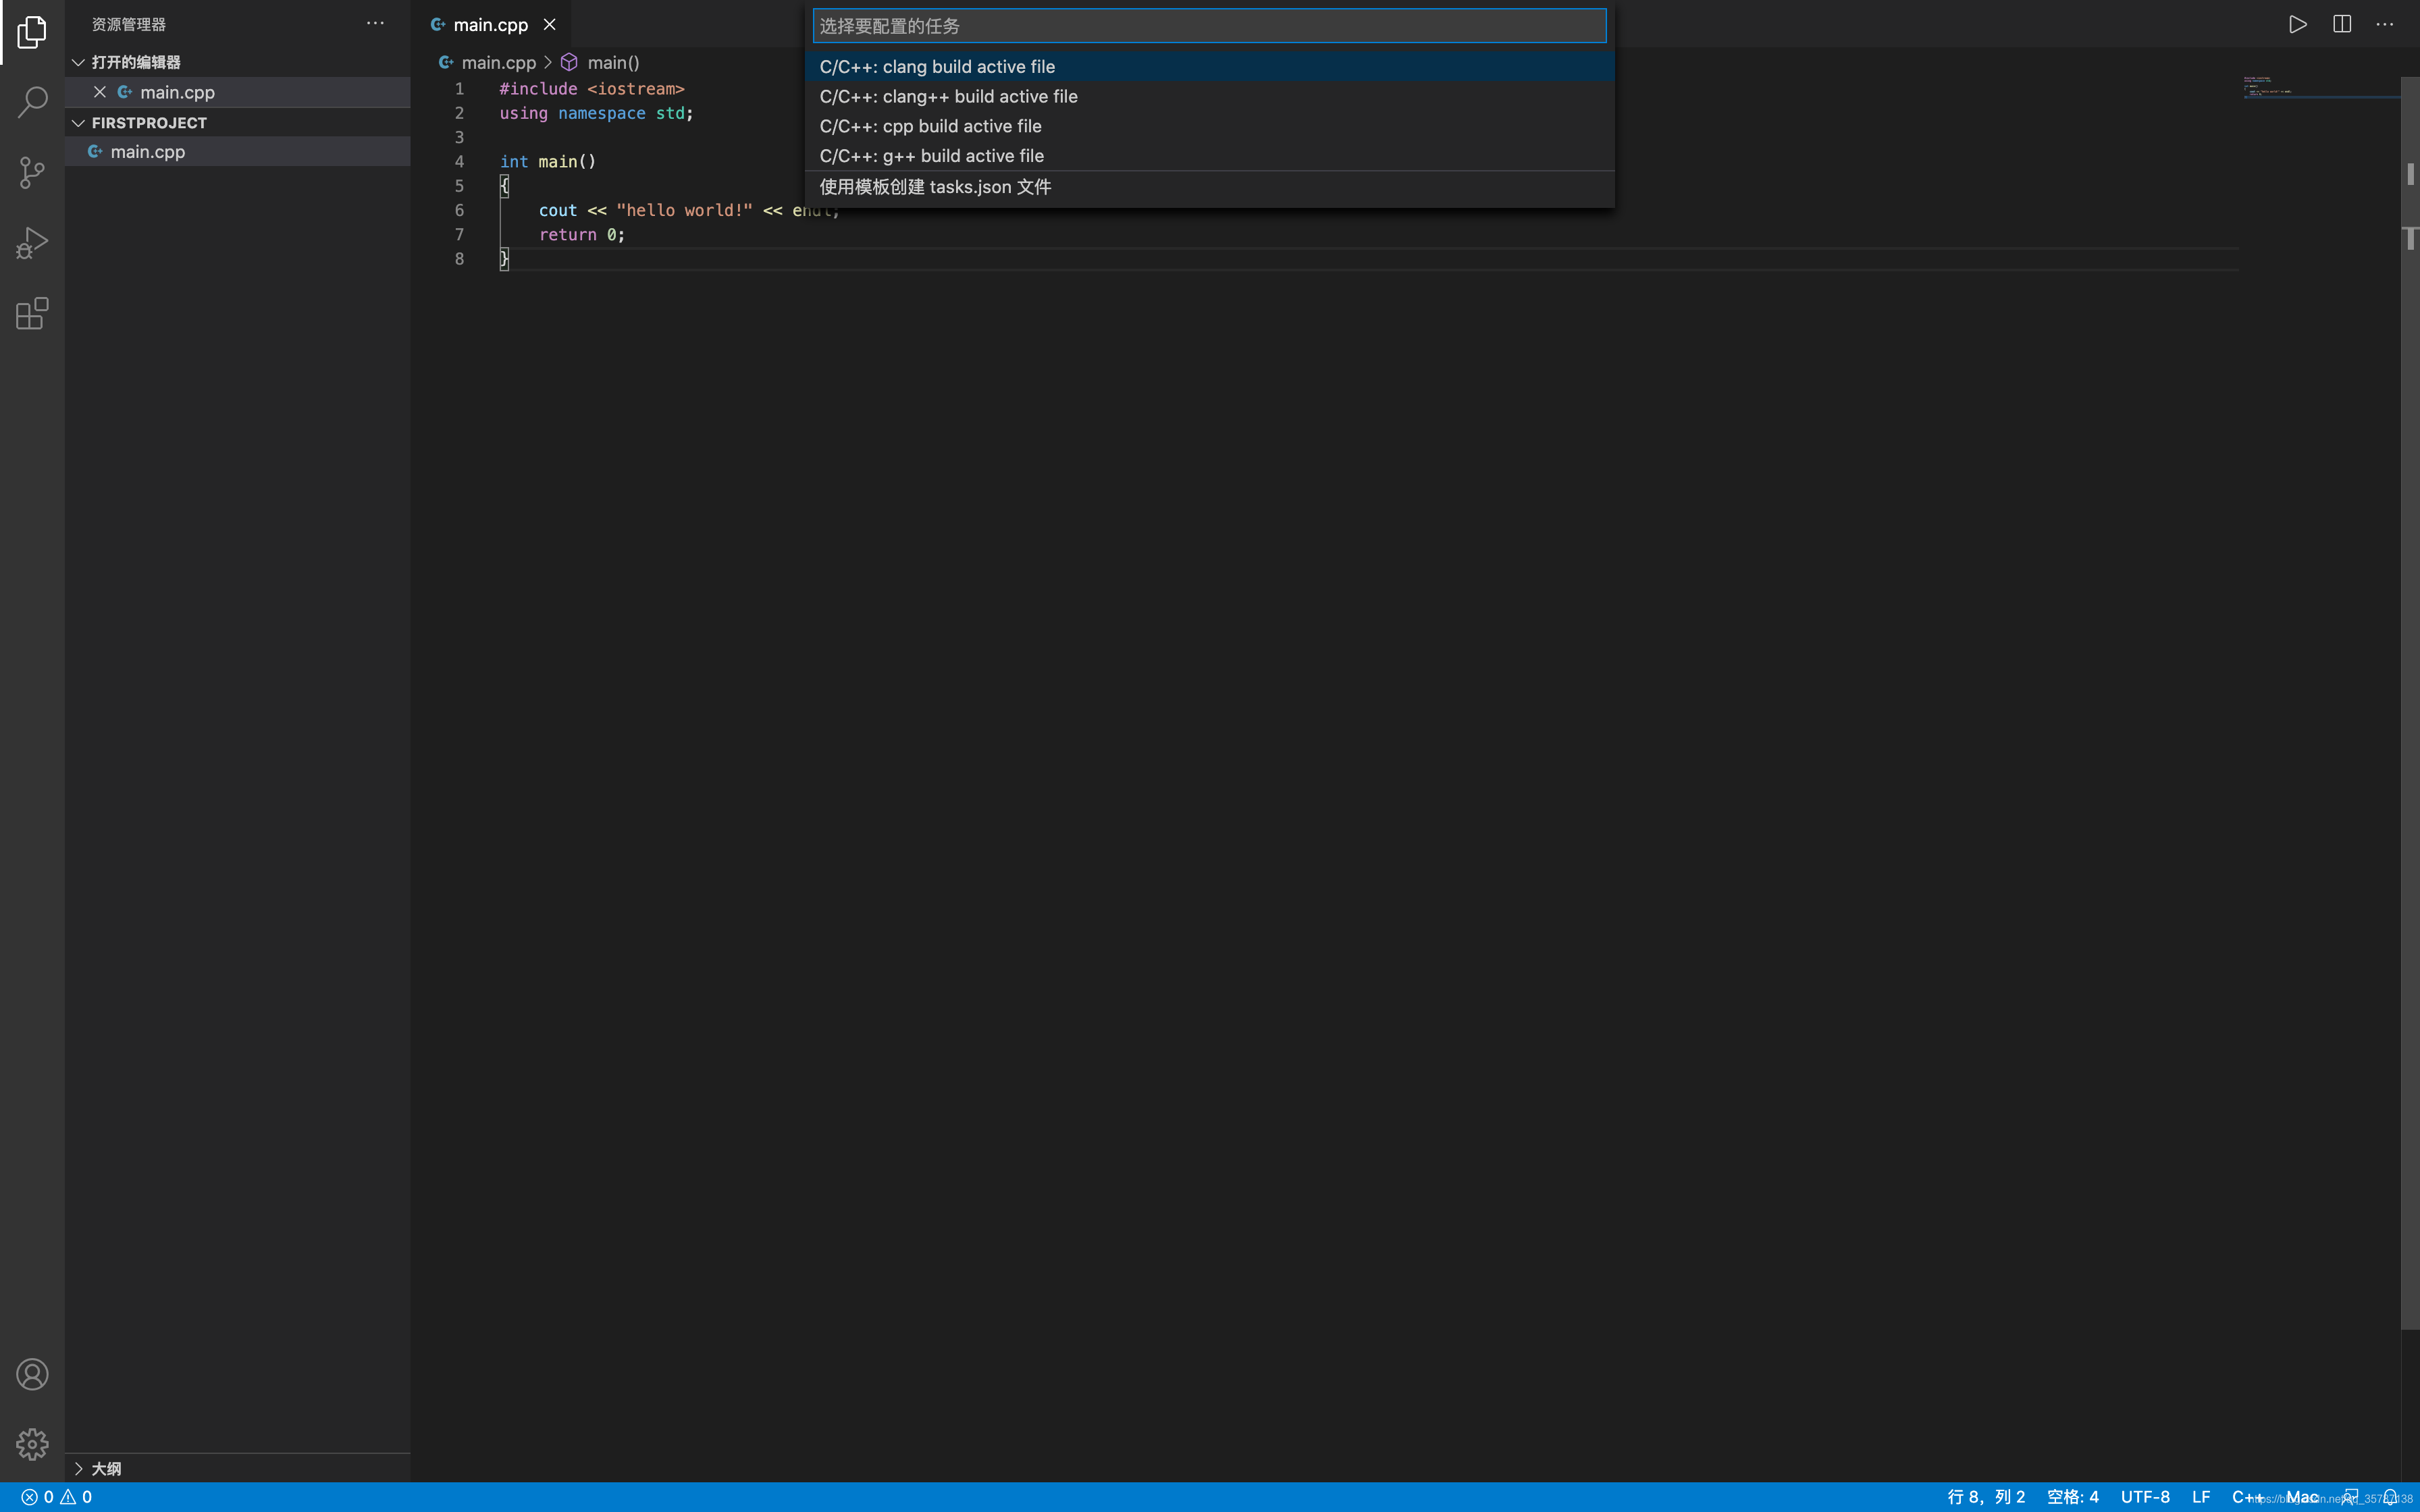 资源管理器
打开的编辑器
main.cpp
FIRSTPROJECT
main.cpp
main.cpp
main.cpp > main()
1 #include <iostream>
2 using namespace std;
3
4 int main()
5 {
6 cout << "hello world!" << endl;
7 return 0;
8 }
选择要配置的任务
C/C++: clang build active file
C/C++: clang++ build active file
C/C++: cpp build active file
C/C++: g++ build active file
使用模板创建 tasks.json 文件
大纲
0 0
行 8，列 2 空格: 4 UTF-8 LF C++ Mac